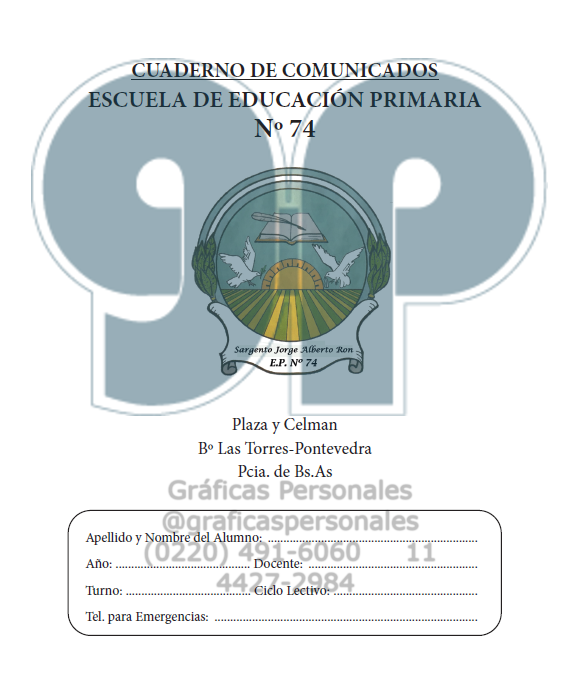 CUADERNO DE COMUNICADOS
ESCUELA DE EDUCACIÓN PRIMARIA
Nº 74
Sargento Jorge Alberto Ron
E.P. Nº 74
Plaza y Celman
Bº Las Torres-Pontevedra
Pcia. de Bs.As
Gráficas Personales
@graficaspersonales
Apellido y Nombre del Alumno: ................................................................
(0220) 491-6060 11
Año: ......................................... Docente: ....................................................
4427-2984
Turno: ...................................... Ciclo Lectivo: ............................................
Tel. para Emergencias: ................................................................................